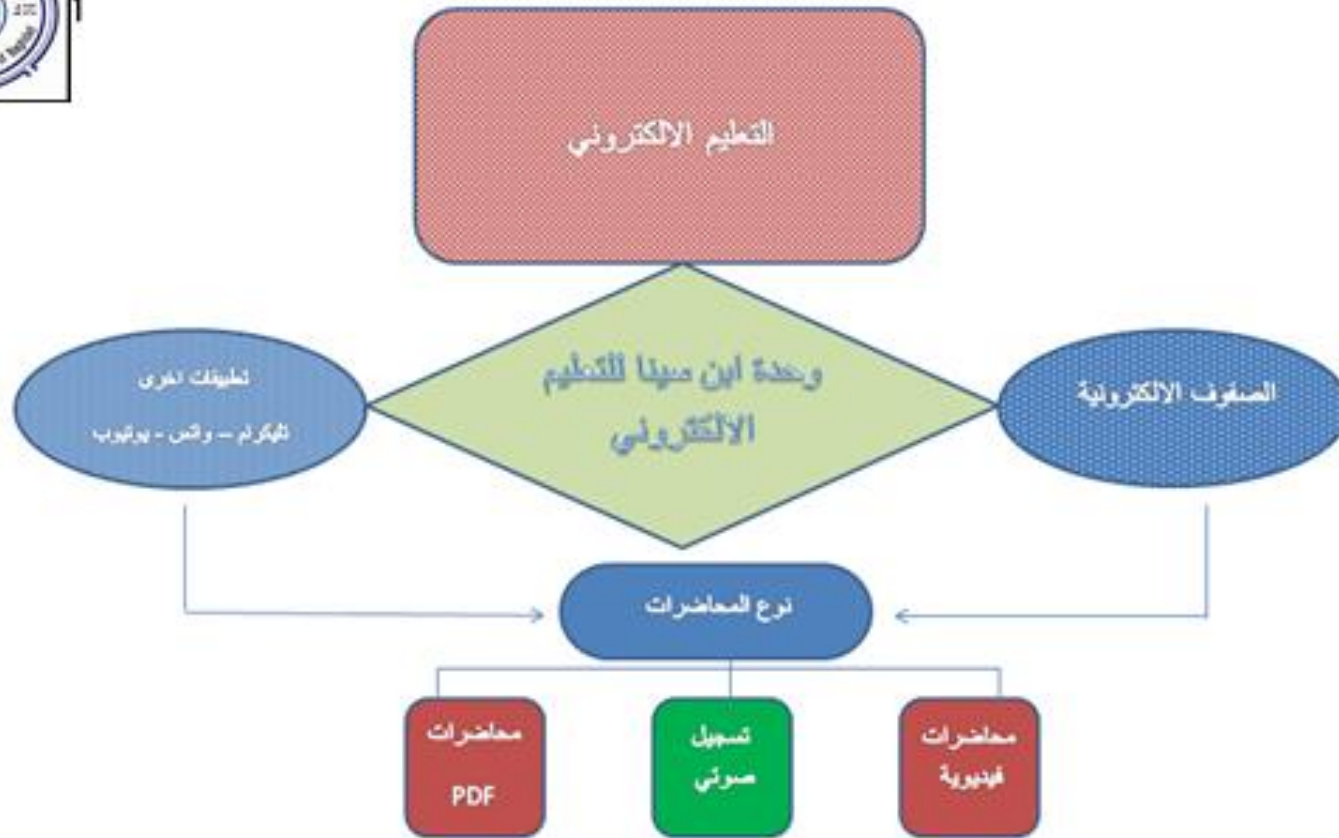 التعليم الالكتروني
وحدة ابن سينا للتعليم
الالكتروني
الصفوف الالكترونية
تطبيقات اخرى
تليكرام – واتس - يوتيوب
نوع المحاضرات
محاضرات
فيديوية
تسجيل
صوتي
محاضرات
PDF